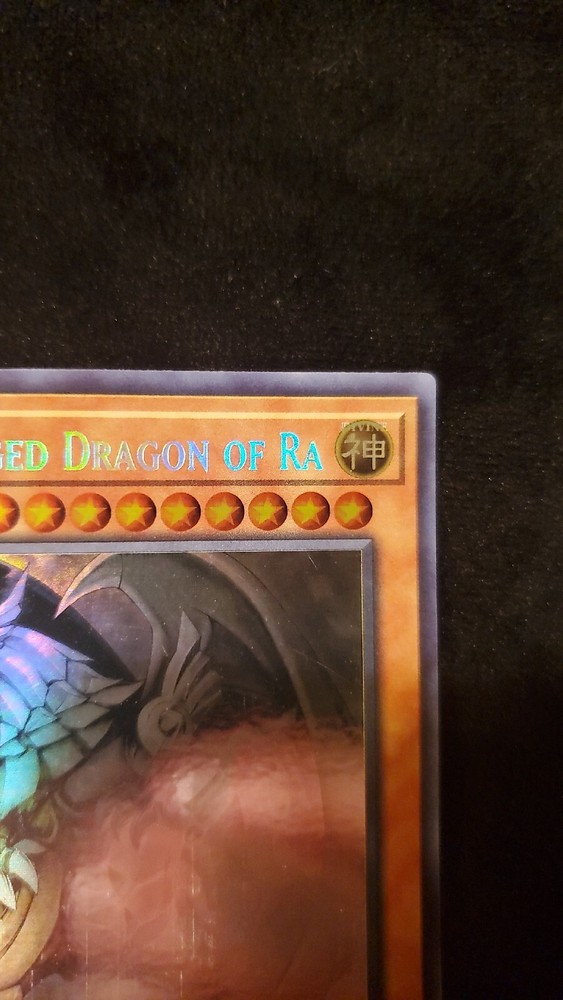 GED DRAGON OF RA
DIVINE
神